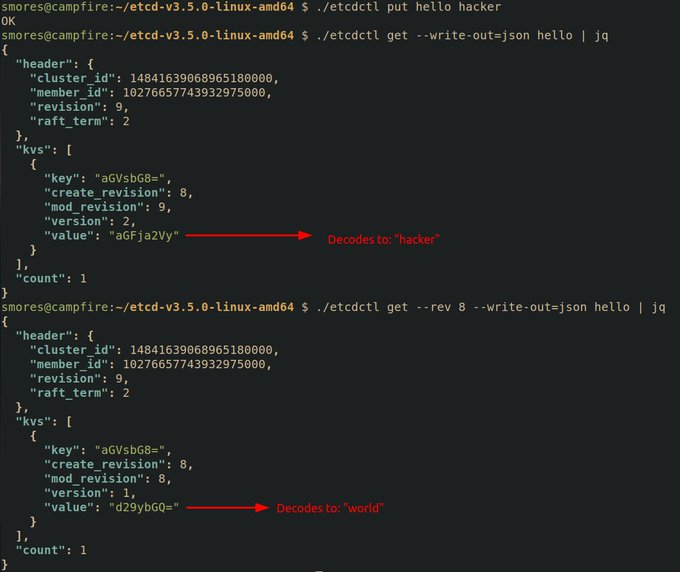 smores@campfire:~/etcd-v3.5.0-linux-amd64 $ ./etcdctl put hello hacker
OK
smores@campfire:~/etcd-v3.5.0-linux-amd64 $ ./etcdctl get --write-out=json hello | jq
{
  "header": {
    "cluster_id": 14841639068965180000,
    "member_id": 10276657743932975000,
    "revision": 9,
    "raft_term": 2
  },
  "kvs": [
    {
      "key": "aGVsbG8=",
      "create_revision": 8,
      "mod_revision": 9,
      "version": 2,
      "value": "aGFja2Vy" Decodes to: "hacker"
    }
  ],
  "count": 1
}
smores@campfire:~/etcd-v3.5.0-linux-amd64 $ ./etcdctl get --rev 8 --write-out=json hello | jq
{
  "header": {
    "cluster_id": 14841639068965180000,
    "member_id": 10276657743932975000,
    "revision": 9,
    "raft_term": 2
  },
  "kvs": [
    {
      "key": "aGVsbG8=",
      "create_revision": 8,
      "mod_revision": 8,
      "version": 1,
      "value": "d29ybGQ=" Decodes to: "world"
    }
  ],
  "count": 1
}